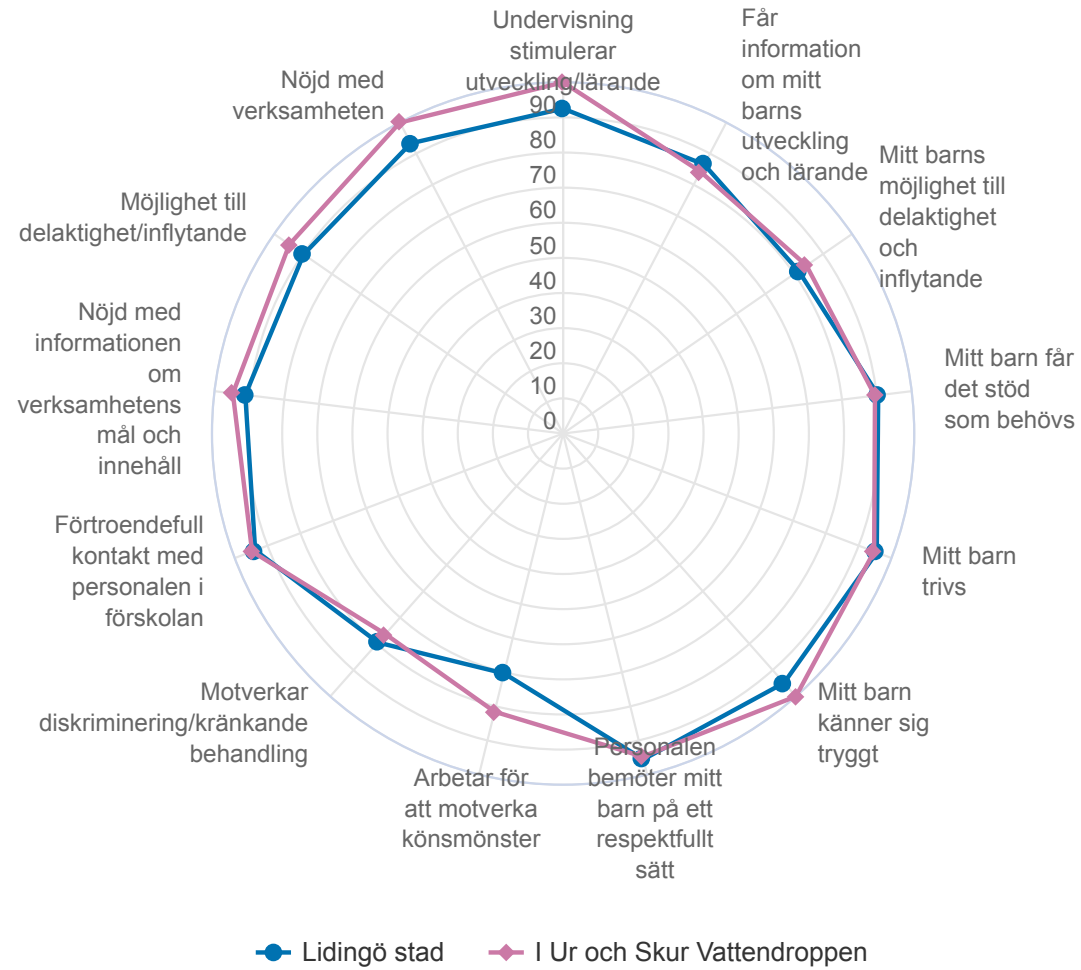 Undervisning
stimulerar
utveckling/lärande
Får
information
om mitt
barns
utveckling
och lärande
Mitt barns
möjlighet till
delaktighet
och
inflytande
Mitt barn får
det stöd
som behövs
Mitt barn
trivs
Mitt barn
känner sig
tryggt
Personalen
bemöter mitt
barn på ett
respektfullt
sätt
Arbetar för
att motverka
könsmönster
Motverkar
diskriminering/kränkande
behandling
Förtroendefull
kontakt med
personalen i
förskolan
Nöjd med
informationen
om
verksamhetens
mål och
innehåll
Möjlighet till
delaktighet/inflytande
Nöjd med
verksamheten
90
80
70
60
50
40
30
20
10
0
Lidingö stad
I Ur och Skur Vattendroppen